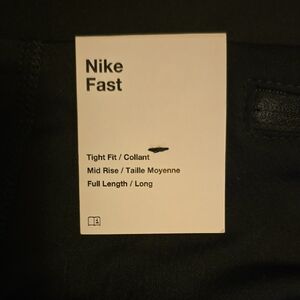 Nike
Fast
Tight Fit / Collant
Mid Rise / Taille Moyenne
Full Length / Long